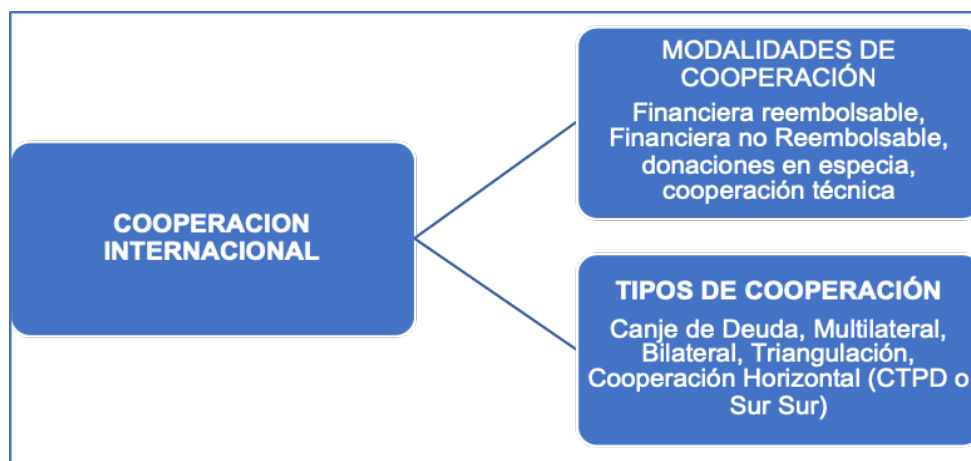 COOPERACION
INTERNACIONAL
MODALIDADES DE
COOPERACIÓN
Financiera reembolsable,
Financiera no Reembolsable,
donaciones en especia,
cooperación técnica
TIPOS DE COOPERACIÓN
Canje de Deuda, Multilateral,
Bilateral, Triangulación,
Cooperación Horizontal (CTPD o
Sur Sur)